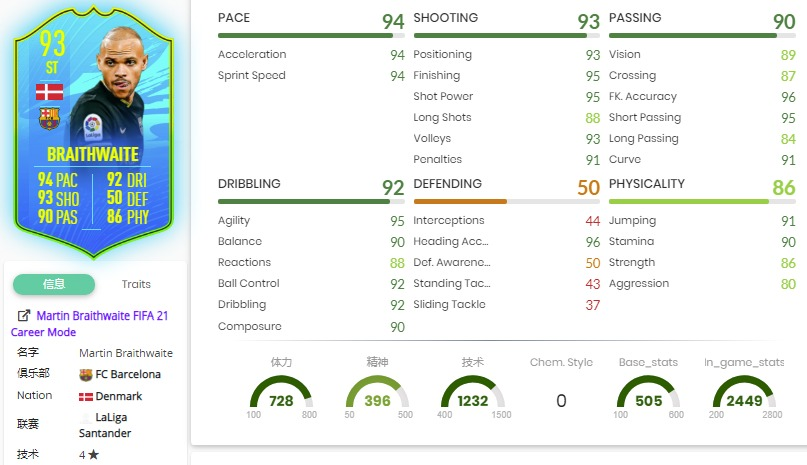 93
ST
LaLiga
BRAITHWAITE
94 PAC 92 DRI
93 SHO 50 DEF
90 PAS 86 PHY
信息 Traits
Martin Braithwaite FIFA 21
Career Mode
名字 Martin Braithwaite
俱乐部 FC Barcelona
Nation Denmark
联赛 LaLiga
Santander
技术 4★
PACE 94
Acceleration 94
Sprint Speed 94
SHOOTING 93
Positioning 93
Finishing 95
Shot Power 95
Long Shots 88
Volleys 93
Penalties 91
PASSING 90
Vision 89
Crossing 87
FK. Accuracy 96
Short Passing 95
Long Passing 84
Curve 91
DRIBBLING 92
Agility 95
Balance 90
Reactions 88
Ball Control 92
Dribbling 92
Composure 90
DEFENDING 50
Interceptions 44
Heading Acc... 96
Def. Awarene... 50
Standing Tac... 43
Sliding Tackle 37
PHYSICALITY 86
Jumping 91
Stamina 90
Strength 86
Aggression 80
体力 精神 技术 Chem. Style Base_stats In_game_stats
728 396 1232 0 505 2449
100 800 50 500 400 1500 100 600 200 2800